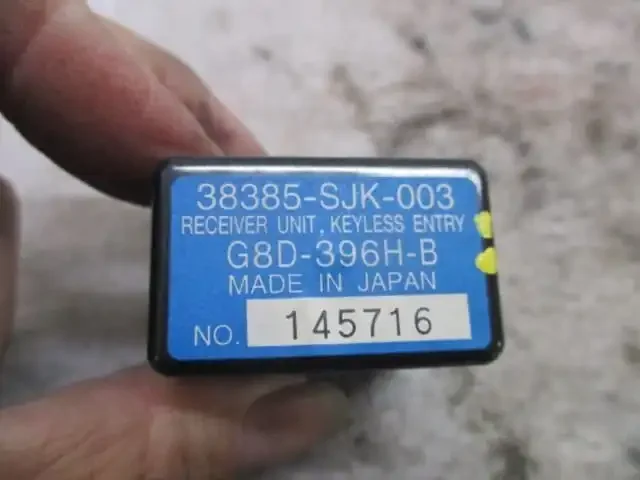 38385-SJK-003
RECEIVER UNIT, KEYLESS ENTRY
G8D-396H-B
MADE IN JAPAN
NO. 145716